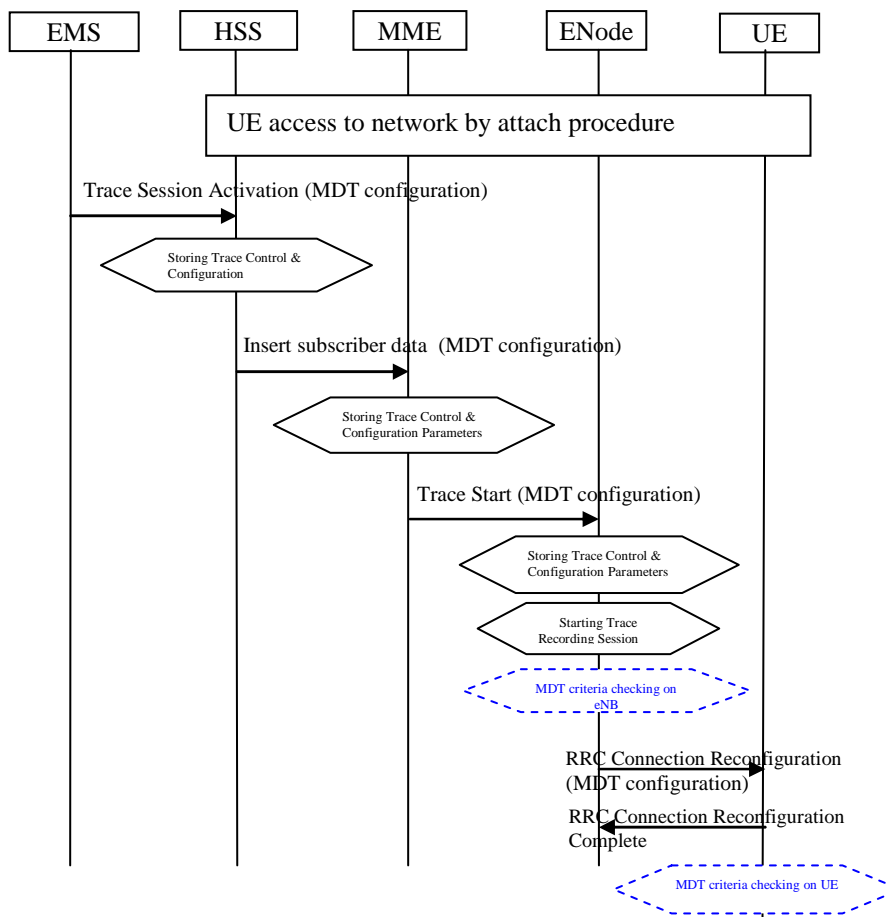 EMS HSS MME ENode UE
UE access to network by attach procedure
Trace Session Activation (MDT configuration)
Storing Trace Control &
Configuration
Insert subscriber data (MDT configuration)
Storing Trace Control &
Configuration Parameters
Trace Start (MDT configuration)
Storing Trace Control &
Configuration Parameters
Starting Trace
Recording Session
MDT criteria checking on
eNB
RRC Connection Reconfiguration
(MDT configuration)
RRC Connection Reconfiguration
Complete
MDT criteria checking on UE